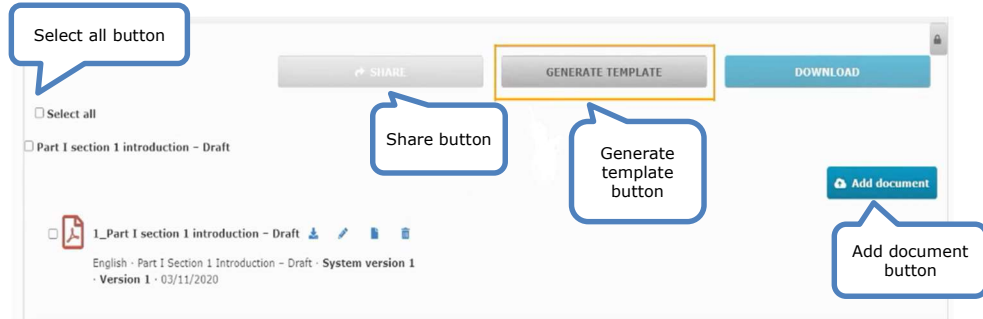 Select all button
SHARE
GENERATE TEMPLATE
DOWNLOAD
Select all
Share button
Generate
template
button
Part I section 1 introduction – Draft
Add document
1_Part I section 1 introduction – Draft
Add document
button
English · Part I Section 1 Introduction – Draft · System version 1
· Version 1 · 03/11/2020